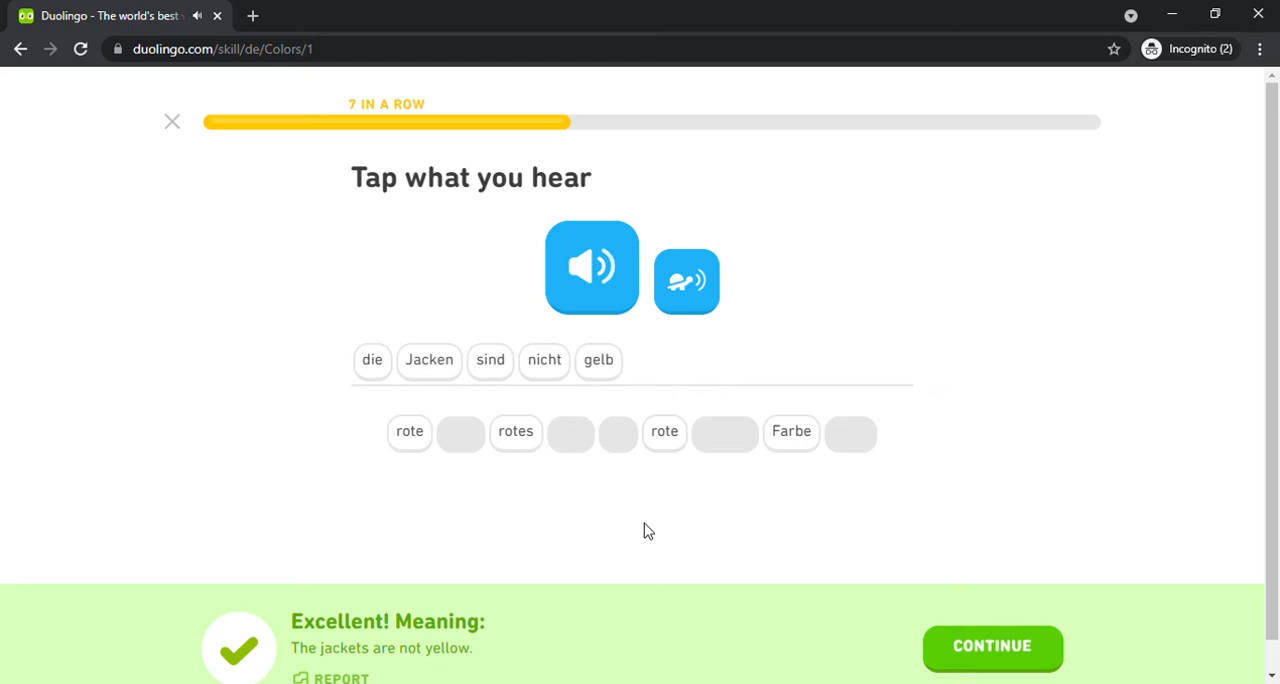 Duolingo - The world's best
duolingo.com/skill/de/Colors/1
Incognito (2)
7 IN A ROW
Tap what you hear
die Jacken sind nicht gelb
rote rotes rote Farbe
Excellent! Meaning:
The jackets are not yellow.
REPORT
CONTINUE